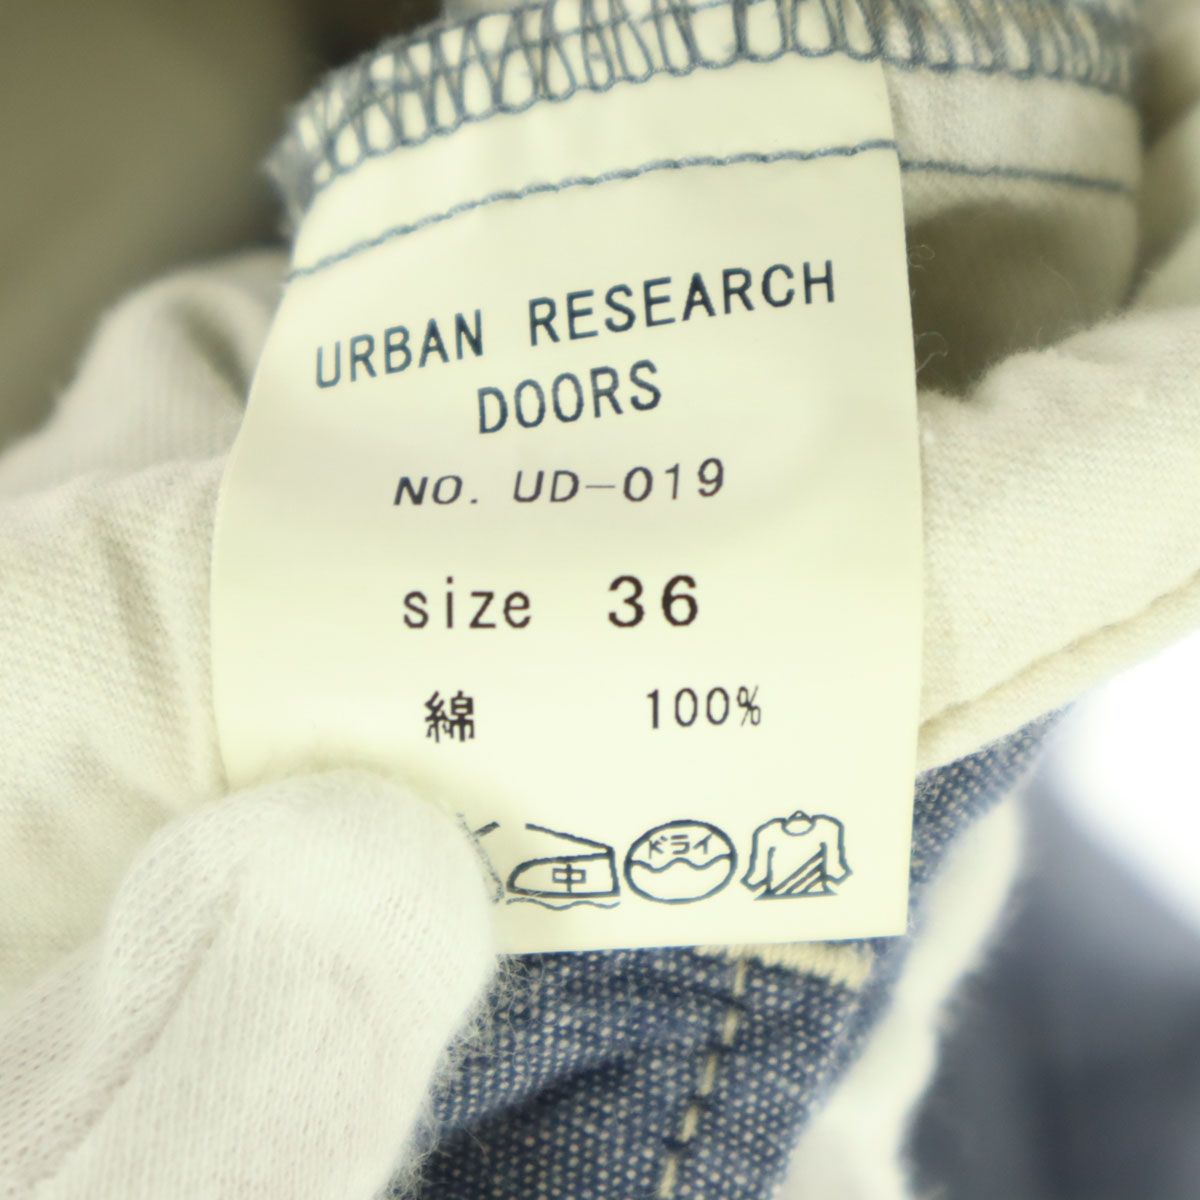 URBAN RESEARCH
DOORS
NO. UD-019
size 36
綿 100%
中 ドライ